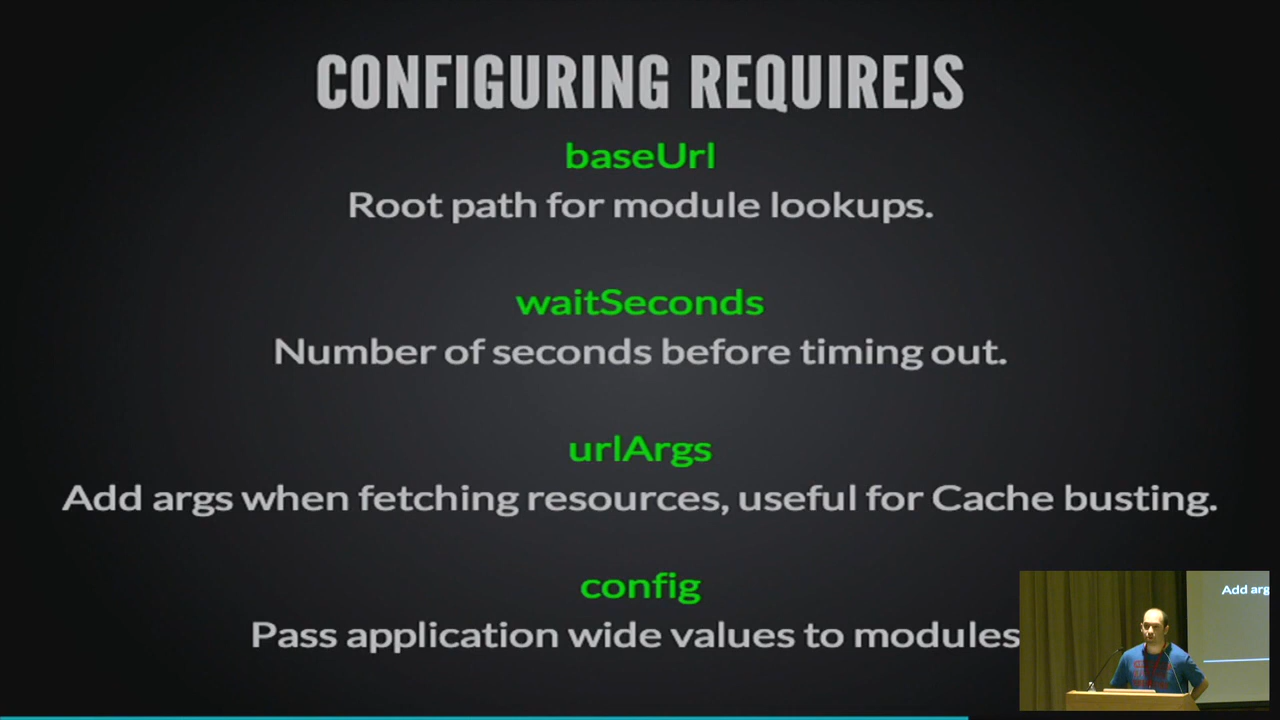 CONFIGURING REQUIREJS
baseUrl
Root path for module lookups.
waitSeconds
Number of seconds before timing out.
urlArgs
Add args when fetching resources, useful for Cache busting.
config
Pass application wide values to modules
Add arg